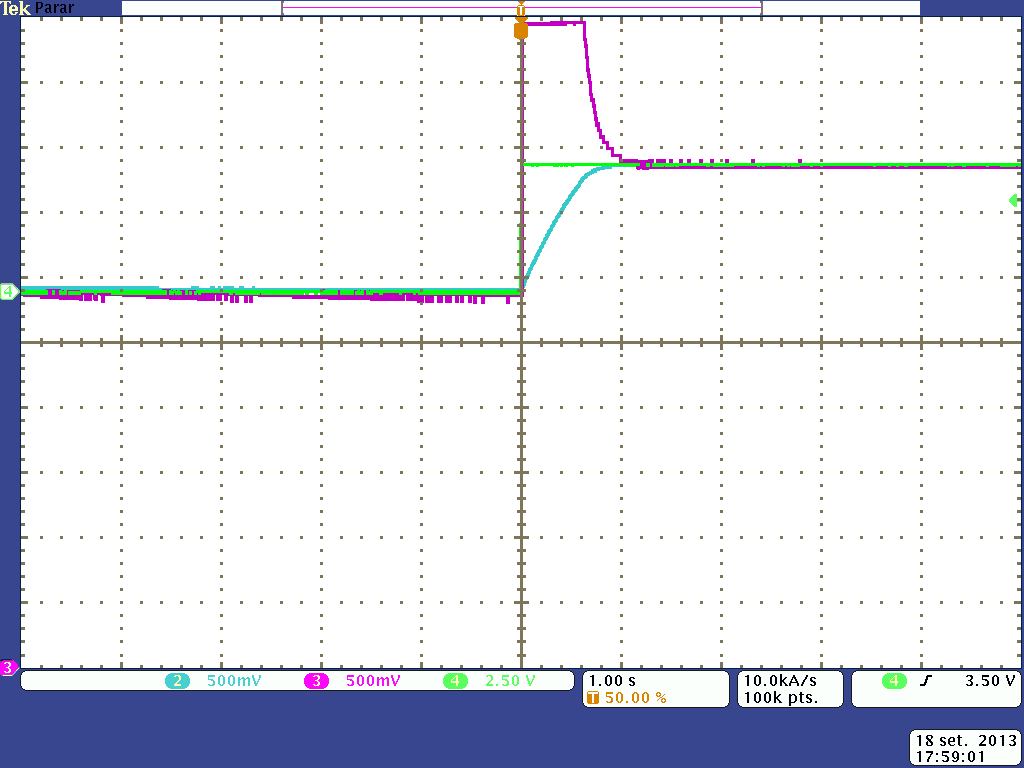 Tek Parar
T
4
3
2 500mV 3 500mV 4 2.50 V
1.00 s
T 50.00 %
10.0kA/s
100k pts.
4 3.50 V
18 set. 2013
17:59:01